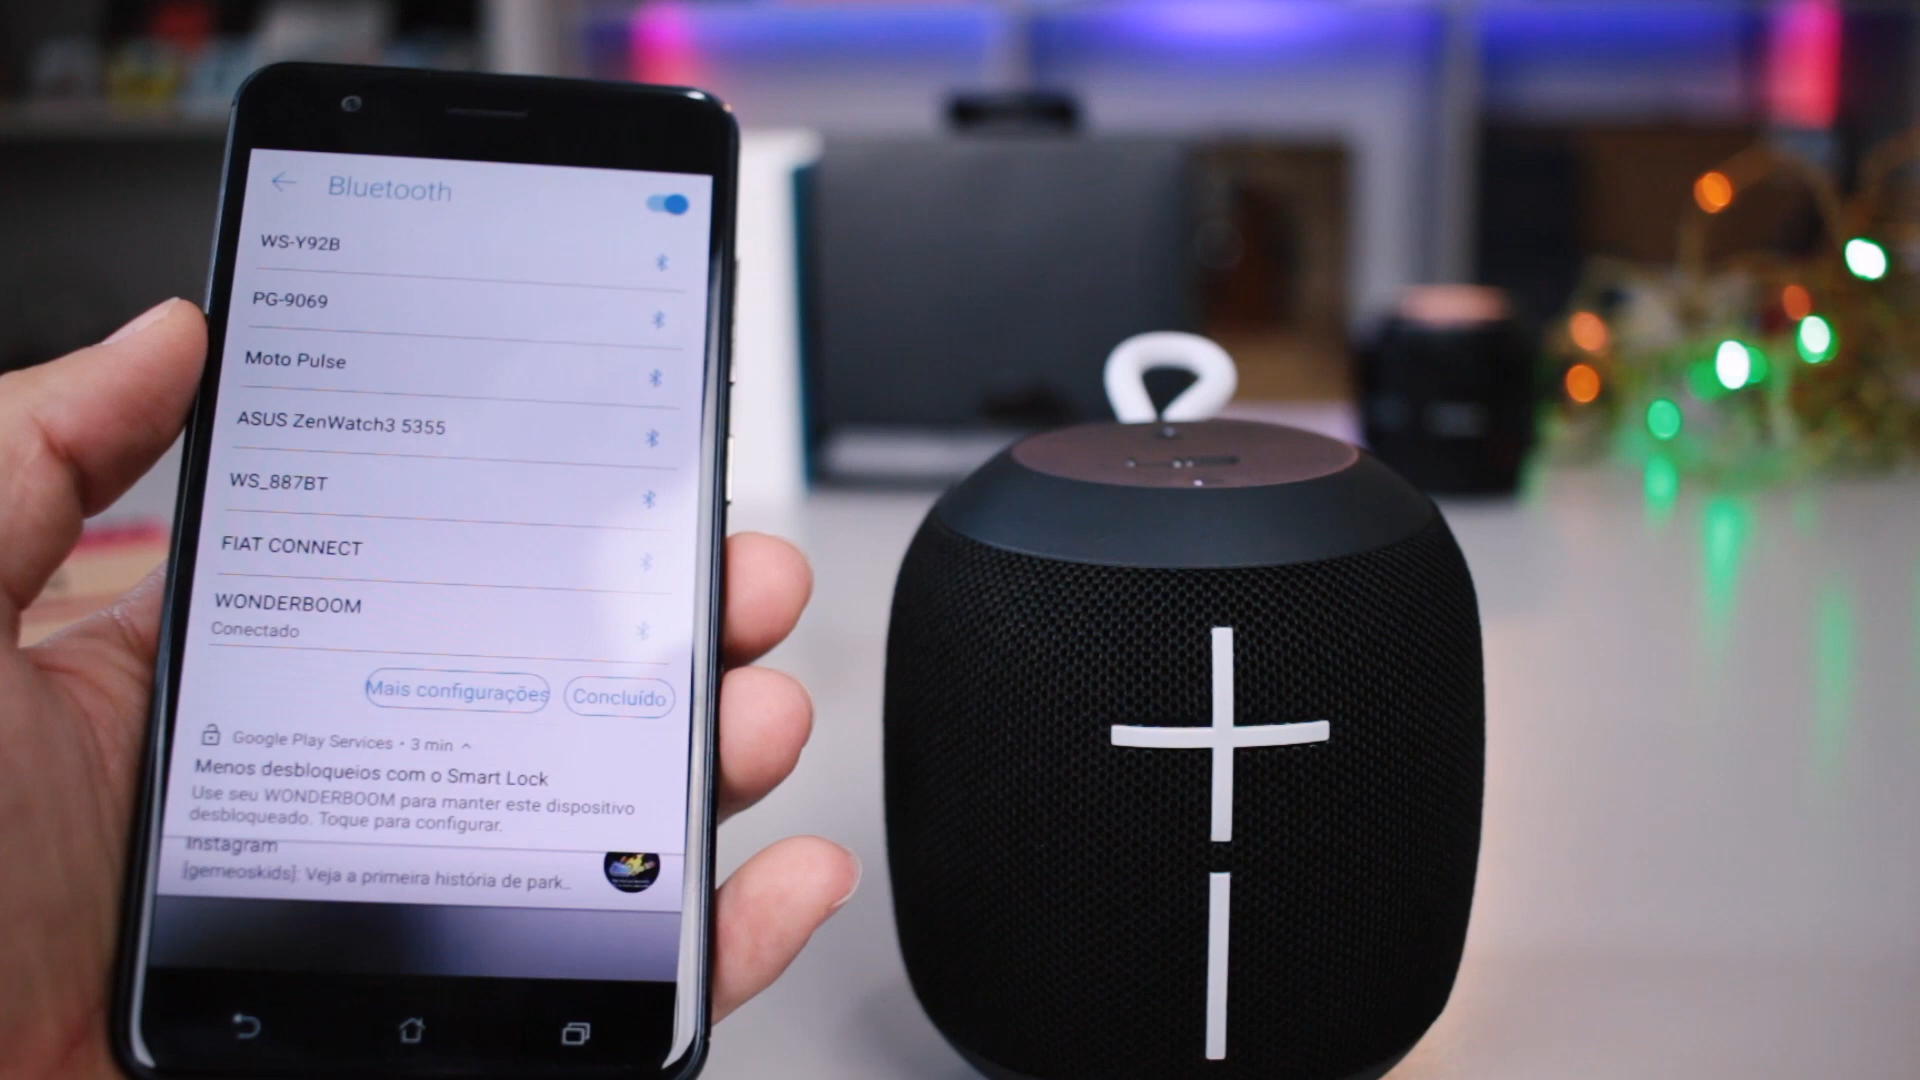 Bluetooth
WS-Y92B
PG-9069
Moto Pulse
ASUS ZenWatch3 5355
WS_887BT
FIAT CONNECT
WONDERBOOM
Conectado
Mais configurações
Concluído
Google Play Services • 3 min
Menos desbloqueios com o Smart Lock
Use seu WONDERBOOM para manter este dispositivo
desbloqueado. Toque para configurar.
Instagram
[gemeoskids]: Veja a primeira história de park...